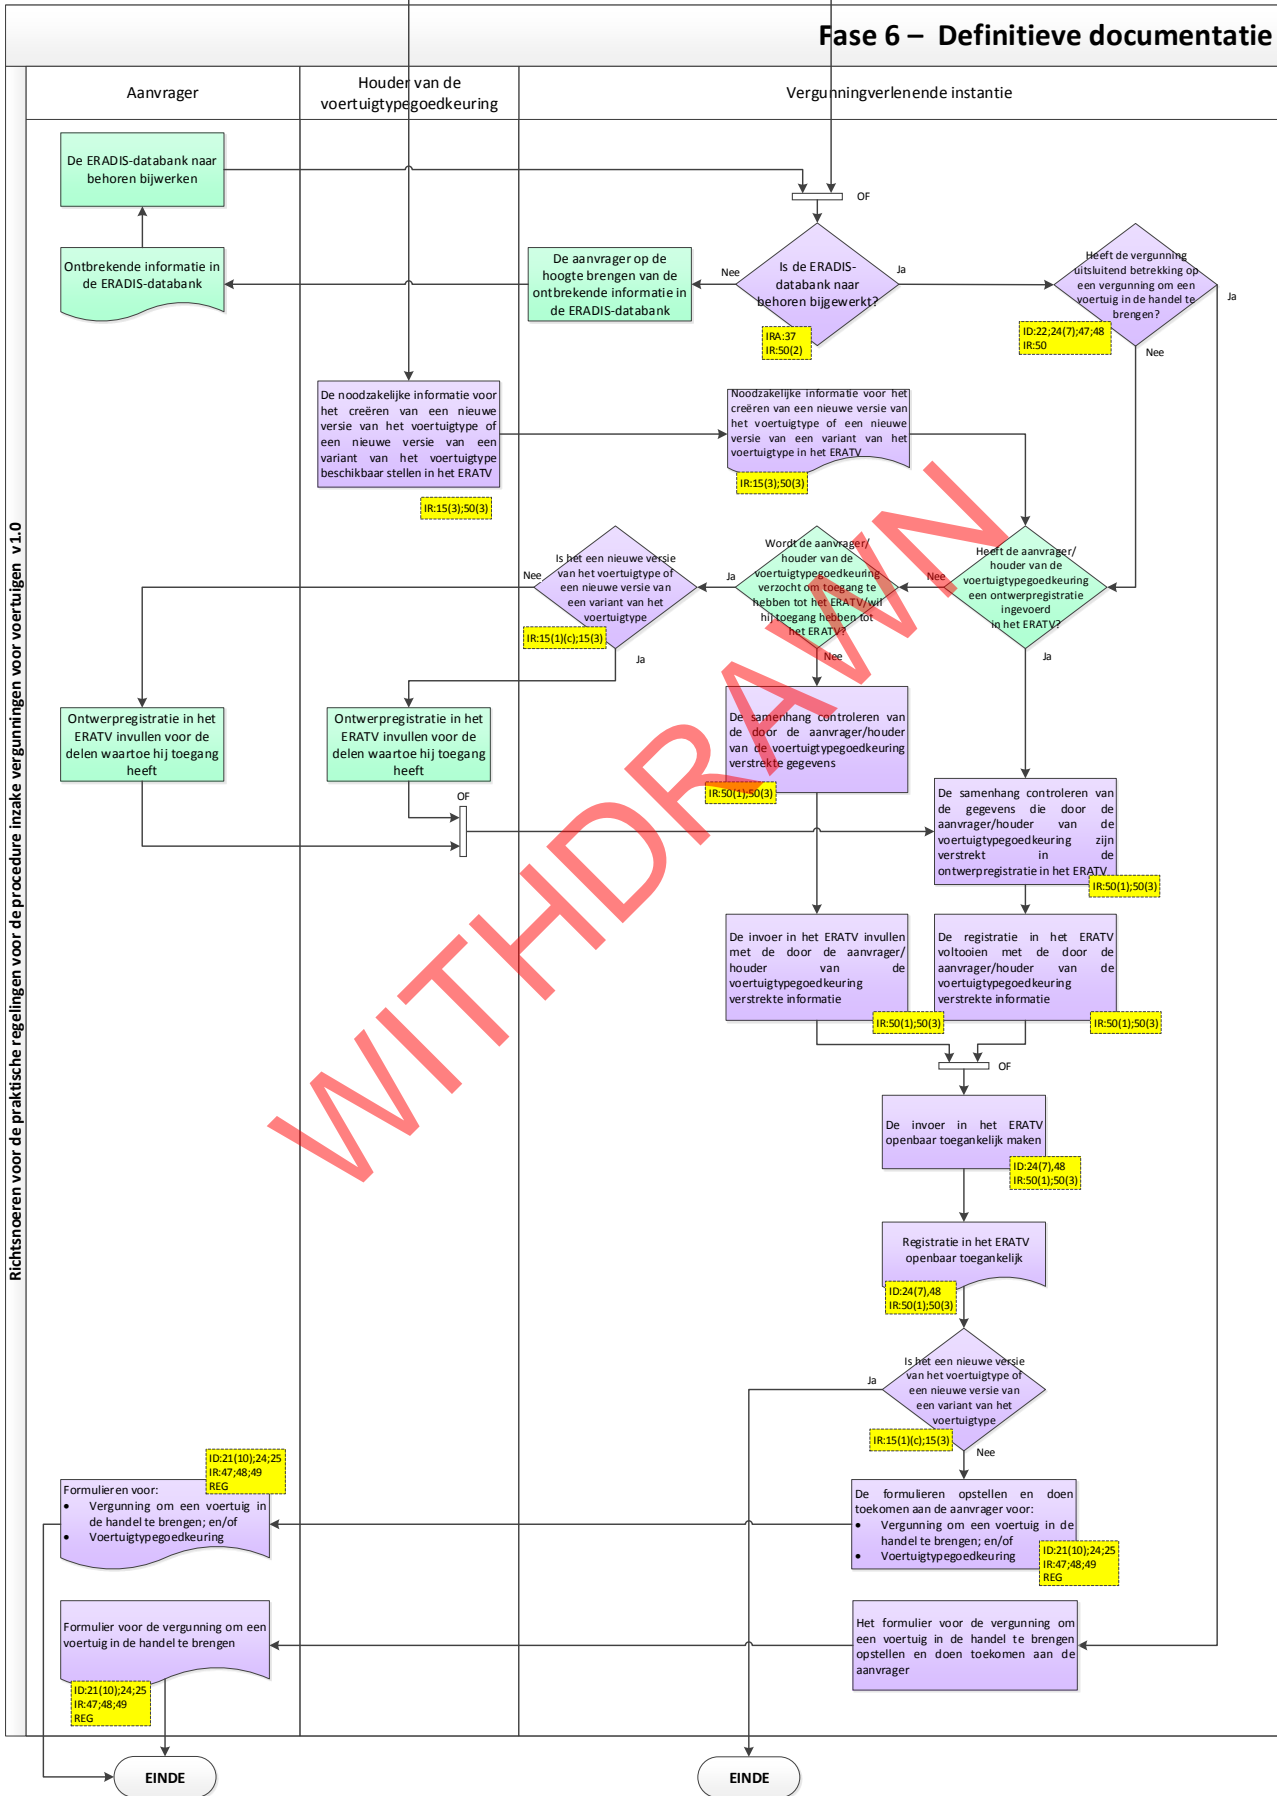 Fase 6 – Definitieve documentatie
Richtsnoeren voor de praktische regelingen voor de procedure inzake vergunningen voor voertuigen v1.0
Aanvrager
Houder van de
voertuigtypegoedkeuring
Vergunningverlenende instantie
De ERADIS-databank naar
behoren bijwerken
OF
Ontbrekende informatie in
de ERADIS-databank
De aanvrager op de
hoogte brengen van de
ontbrekende informatie in
de ERADIS-databank
Nee
Is de ERADIS-
databank naar
behoren bijgewerkt?
Ja
IRA:37
IR:50(2)
Heeft de vergunning
uitsluitend betrekking op
een vergunning om een
voertuig in de handel te
brengen?
Ja
ID:22;24(7);47;48
IR:50
Nee
De noodzakelijke informatie voor
het creëren van een nieuwe
versie van het voertuigtype of
een nieuwe versie van een
variant van het voertuigtype
beschikbaar stellen in het ERATV
IR:15(3);50(3)
Noodzakelijke informatie voor het
creëren van een nieuwe versie van
het voertuigtype of een nieuwe
versie van een variant van het
voertuigtype in het ERATV
IR:15(3);50(3)
Nee
Is het een nieuwe versie
van het voertuigtype of
een nieuwe versie van
een variant van het
voertuigtype
IR:15(1)(c);15(3)
Ja
Ja
Wordt de aanvrager/
houder van de
voertuigtypegoedkeuring
verzocht om toegang te
hebben tot het ERATV/wil
hij toegang hebben tot
het ERATV?
Nee
Nee
Heeft de aanvrager/
houder van de
voertuigtypegoedkeuring
een ontwerpregistratie
ingevoerd
in het ERATV?
Ja
Ontwerpregistratie in het
ERATV invullen voor de
delen waartoe hij toegang
heeft
Ontwerpregistratie in het
ERATV invullen voor de
delen waartoe hij toegang
heeft
OF
De samenhang controleren van
de door de aanvrager/houder
van de voertuigtypegoedkeuring
verstrekte gegevens
IR:50(1);50(3)
De samenhang controleren van
de gegevens die door de
aanvrager/houder van de
voertuigtypegoedkeuring zijn
verstrekt in de
ontwerpregistratie in het ERATV
IR:50(1);50(3)
De invoer in het ERATV invullen
met de door de aanvrager/
houder van de
voertuigtypegoedkeuring
verstrekte informatie
IR:50(1);50(3)
De registratie in het ERATV
voltooien met de door de
aanvrager/houder van de
voertuigtypegoedkeuring
verstrekte informatie
IR:50(1);50(3)
OF
De invoer in het ERATV
openbaar toegankelijk maken
ID:24(7),48
IR:50(1);50(3)
Registratie in het ERATV
openbaar toegankelijk
ID:24(7),48
IR:50(1);50(3)
Ja
Is het een nieuwe versie
van het voertuigtype of
een nieuwe versie van
een variant van het
voertuigtype
IR:15(1)(c);15(3)
Nee
ID:21(10);24;25
IR:47;48;49
REG
Formulieren voor:
• Vergunning om een voertuig in
de handel te brengen; en/of
• Voertuigtypegoedkeuring
De formulieren opstellen en doen
toekomen aan de aanvrager voor:
• Vergunning om een voertuig in de
handel te brengen; en/of
• Voertuigtypegoedkeuring
ID:21(10);24;25
IR:47;48;49
REG
Formulier voor de vergunning om een
voertuig in de handel te brengen
ID:21(10);24;25
IR:47;48;49
REG
Het formulier voor de vergunning om
een voertuig in de handel te brengen
opstellen en doen toekomen aan de
aanvrager
EINDE
EINDE
WITHDRAWN